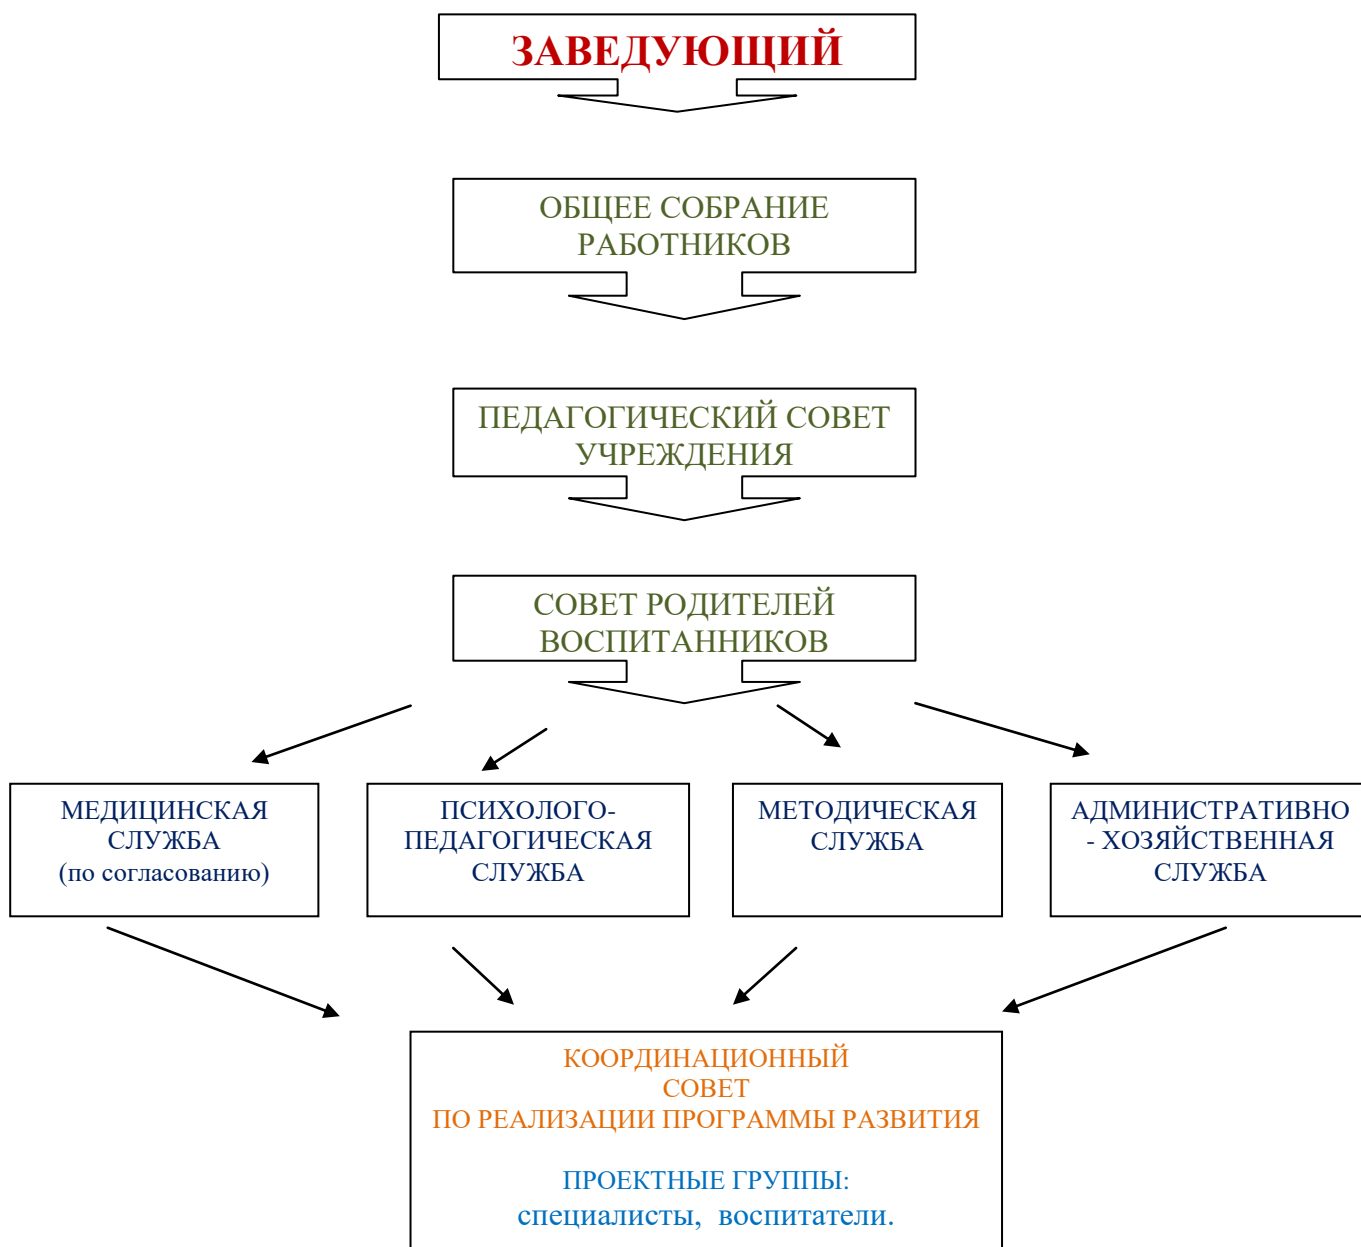 ЗАВЕДУЮЩИЙ
ОБЩЕЕ СОБРАНИЕ
РАБОТНИКОВ
ПЕДАГОГИЧЕСКИЙ СОВЕТ
УЧРЕЖДЕНИЯ
СОВЕТ РОДИТЕЛЕЙ
ВОСПИТАННИКОВ
МЕДИЦИНСКАЯ
СЛУЖБА
(по согласованию)
ПСИХОЛОГО-
ПЕДАГОГИЧЕСКАЯ
СЛУЖБА
МЕТОДИЧЕСКАЯ
СЛУЖБА
АДМИНИСТРАТИВНО
- ХОЗЯЙСТВЕННАЯ
СЛУЖБА
КООРДИНАЦИОННЫЙ
СОВЕТ
ПО РЕАЛИЗАЦИИ ПРОГРАММЫ РАЗВИТИЯ
ПРОЕКТНЫЕ ГРУППЫ:
специалисты, воспитатели.